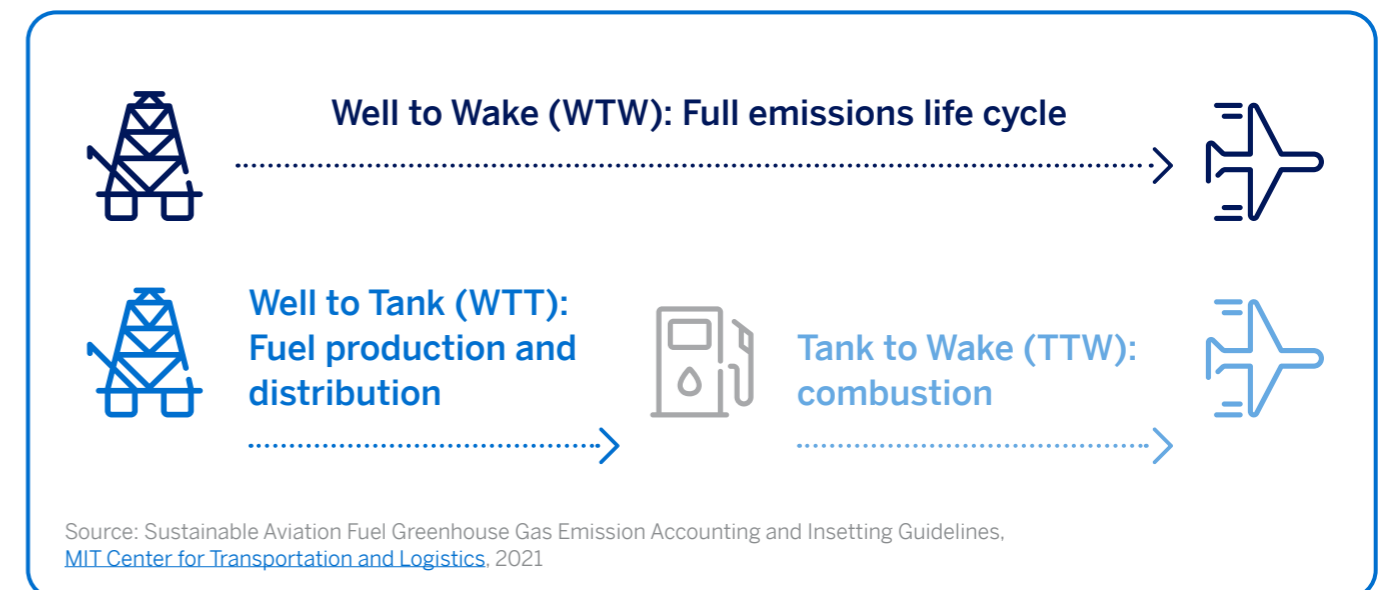 Well to Wake (WTW): Full emissions life cycle
Well to Tank (WTT):
Fuel production and
distribution
Tank to Wake (TTW):
combustion
Source: Sustainable Aviation Fuel Greenhouse Gas Emission Accounting and Insetting Guidelines,
MIT Center for Transportation and Logistics, 2021